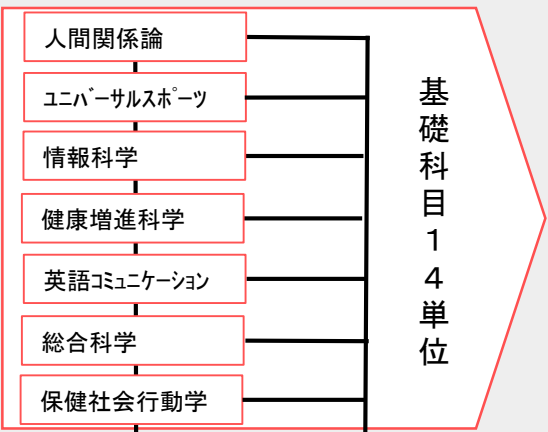 人間関係論
ﾕﾆﾊﾞｰｻﾙｽﾎﾟｰﾂ
情報科学
健康増進科学
英語ｺﾐｭﾆｹｰｼｮﾝ
総合科学
保健社会行動学
基礎科目１４単位